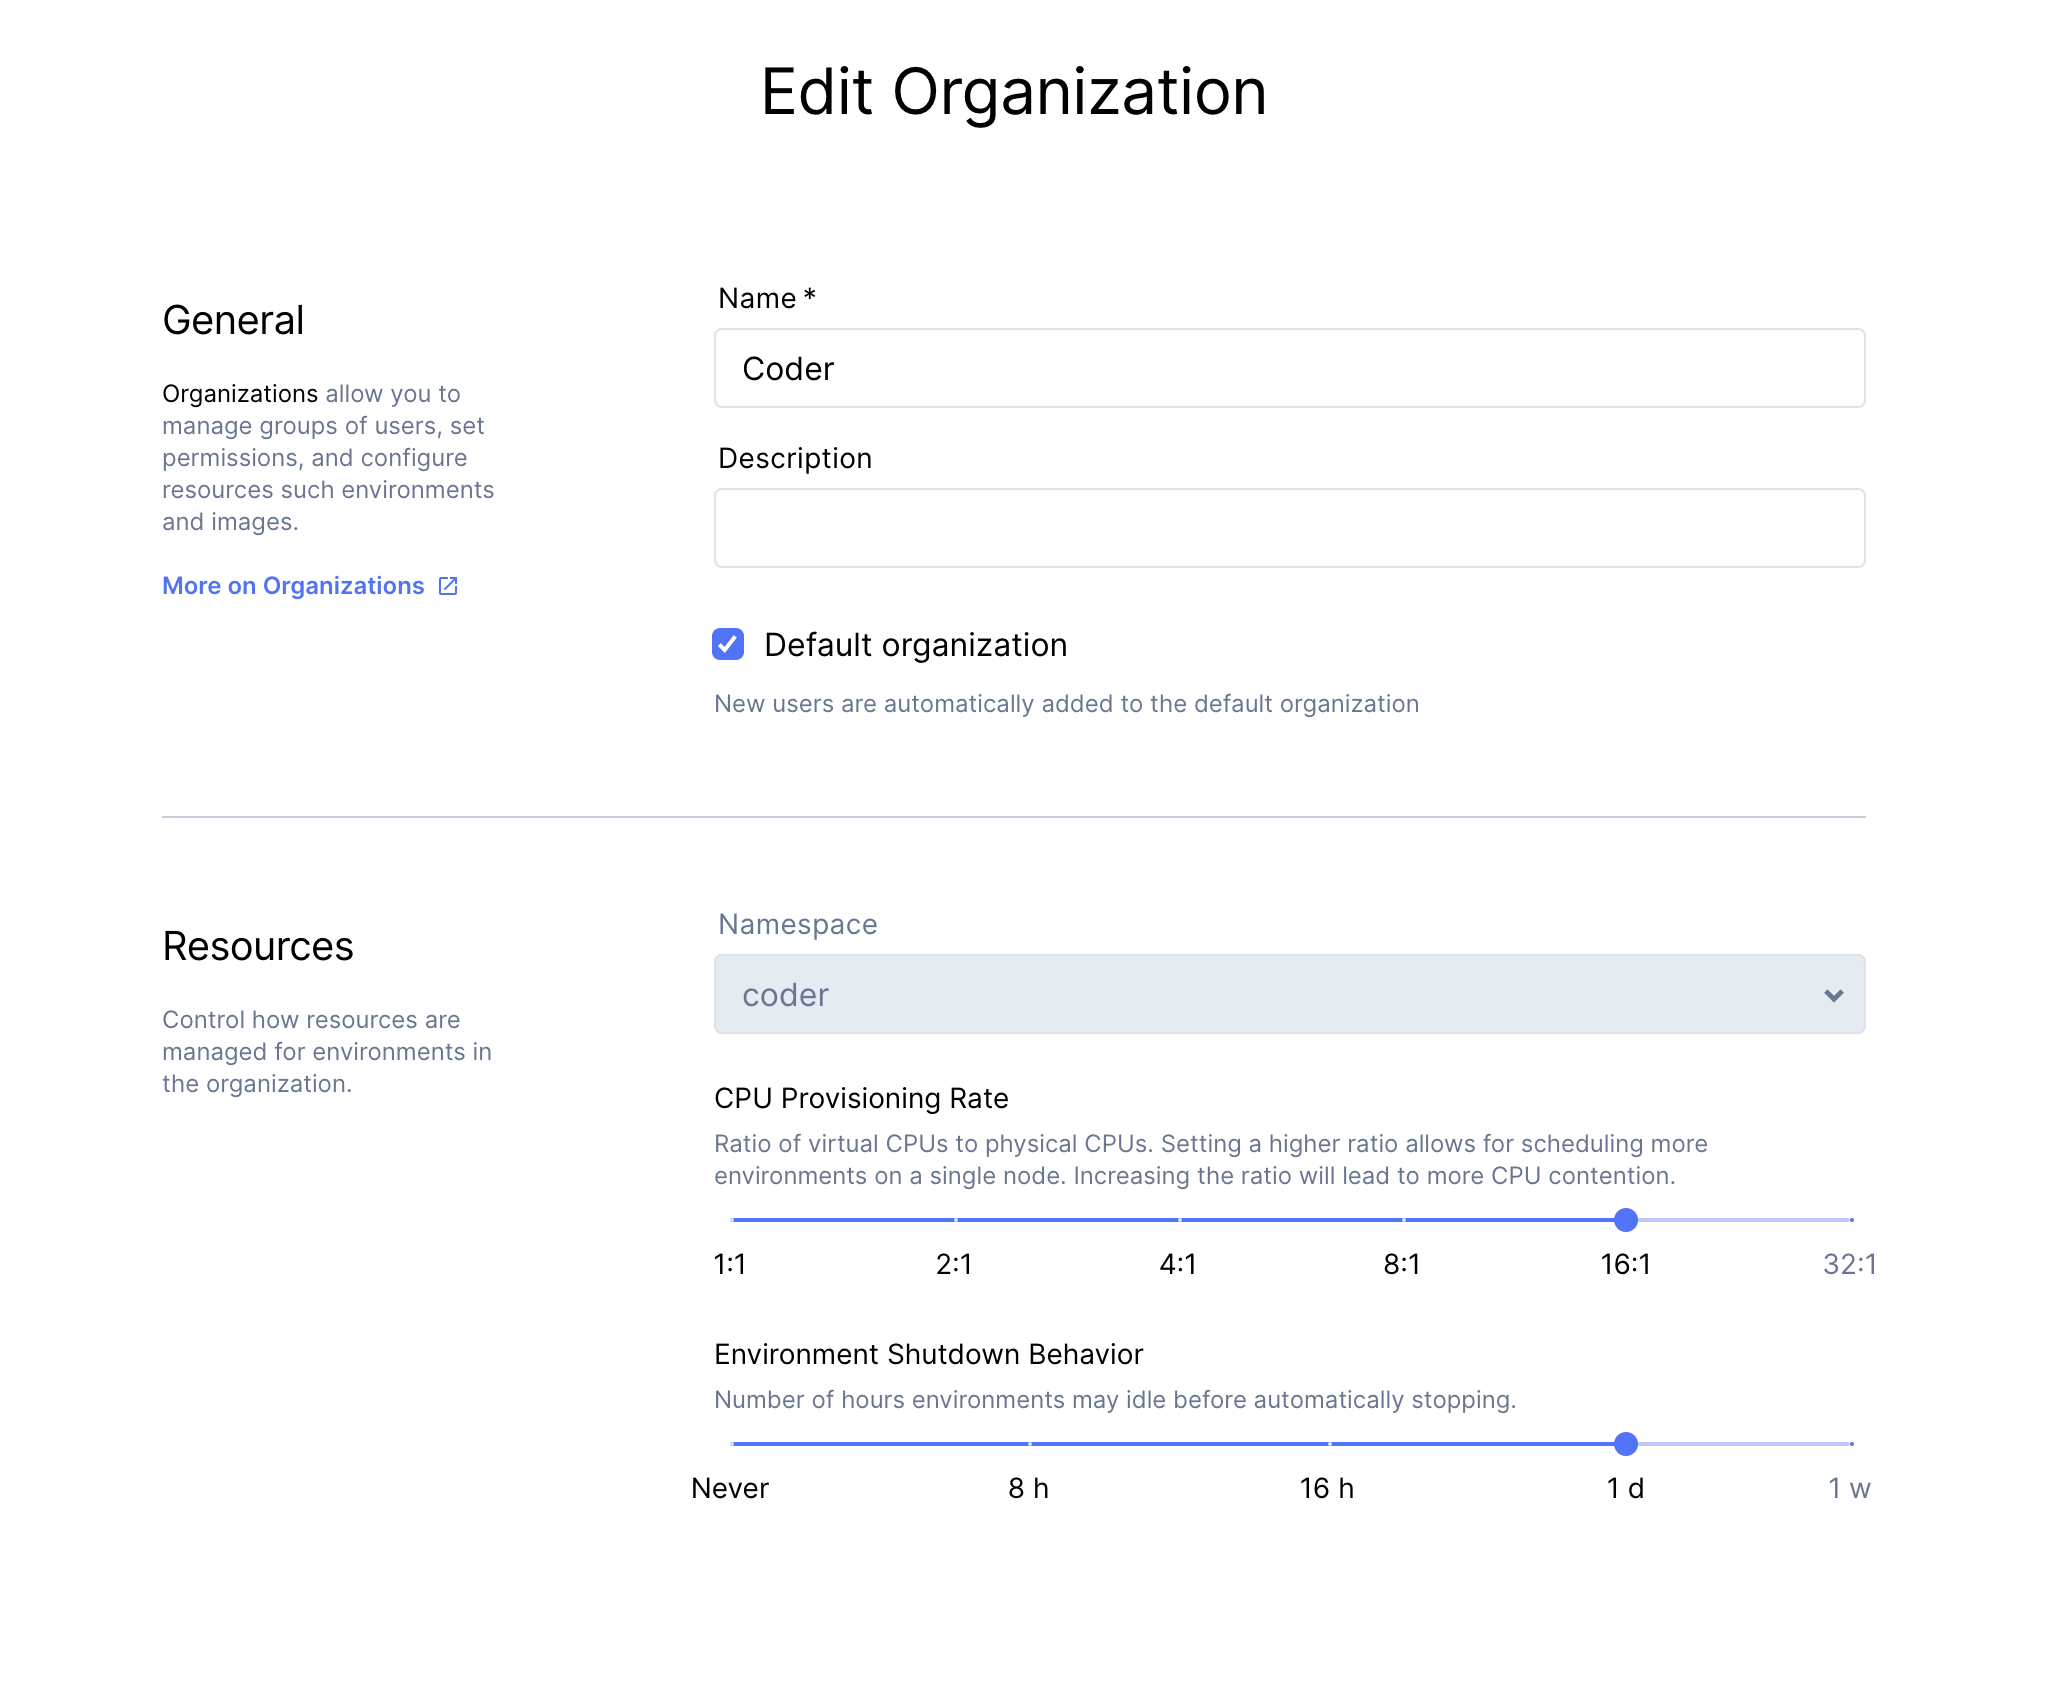 Edit Organization
General
Organizations allow you to
manage groups of users, set
permissions, and configure
resources such environments
and images.
More on Organizations
Name *
Coder
Description
Default organization
New users are automatically added to the default organization
Resources
Control how resources are
managed for environments in
the organization.
Namespace
coder
CPU Provisioning Rate
Ratio of virtual CPUs to physical CPUs. Setting a higher ratio allows for scheduling more
environments on a single node. Increasing the ratio will lead to more CPU contention.
1:1 2:1 4:1 8:1 16:1 32:1
Environment Shutdown Behavior
Number of hours environments may idle before automatically stopping.
Never 8 h 16 h 1 d 1 w